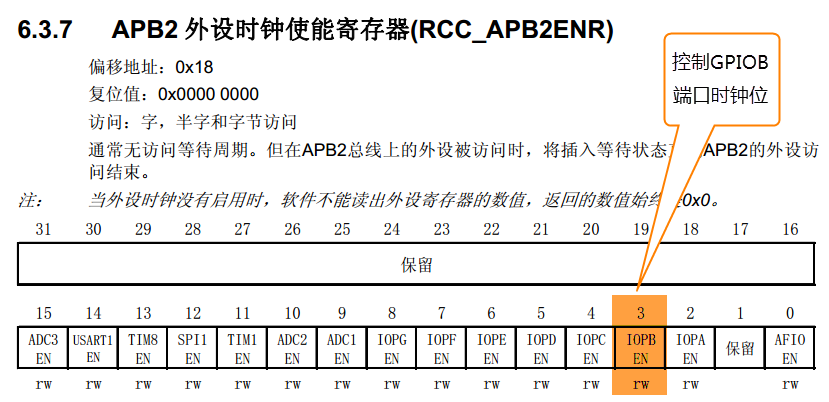 6.3.7 APB2 外设时钟使能寄存器(RCC_APB2ENR)
控制GPIOB
端口时钟位
偏移地址：0x18
复位值：0x0000 0000
访问：字，半字和字节访问
通常无访问等待周期。但在APB2总线上的外设被访问时，将插入等待状态 APB2的外设访
问结束。
注： 当外设时钟没有启用时，软件不能读出外设寄存器的数值，返回的数值始 0x0。
31 30 29 28 27 26 25 24 23 22 21 20 19 18 17 16
保留
15 14 13 12 11 10 9 8 7 6 5 4 3 2 1 0
ADC3 USART1 TIM8 SPI1 TIM1 ADC2 ADC1 IOPG IOPF IOPE IOPD IOPC IOPB IOPA 保留 AFIO
EN EN EN EN EN EN EN EN EN EN EN EN EN EN EN
rw rw rw rw rw rw rw rw rw rw rw rw rw rw rw